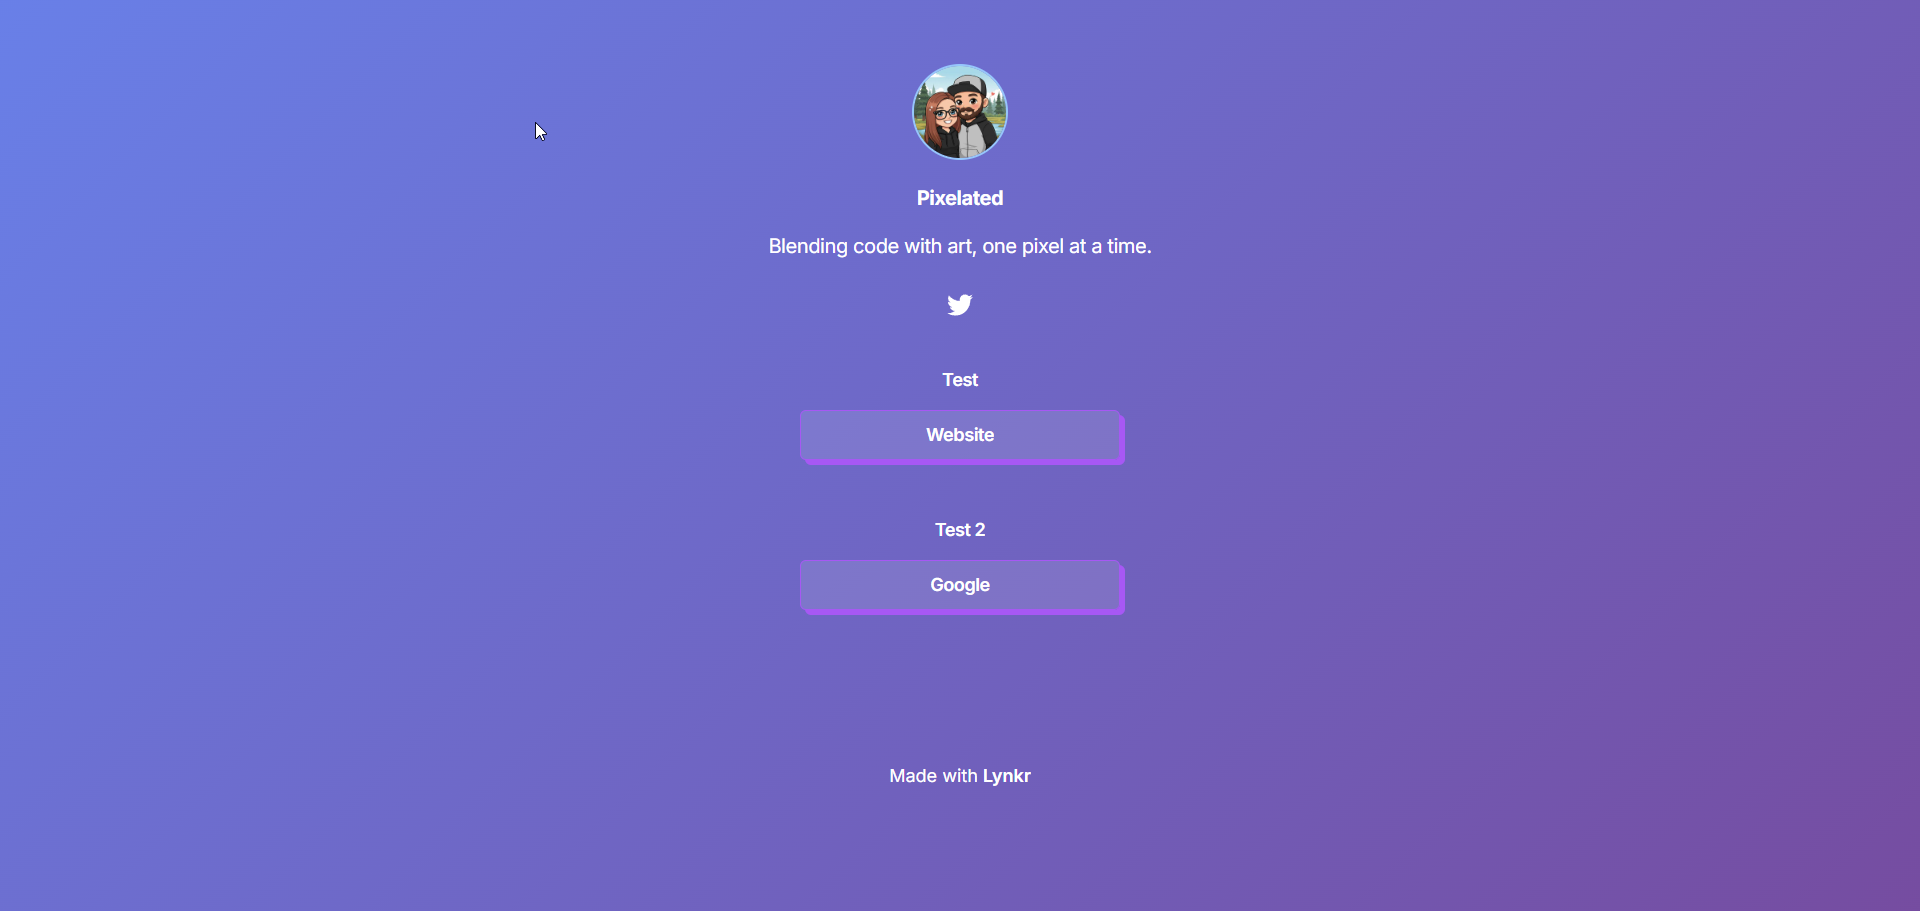 Pixelated
Blending code with art, one pixel at a time.
Test
Website
Test 2
Google
Made with Lynkr